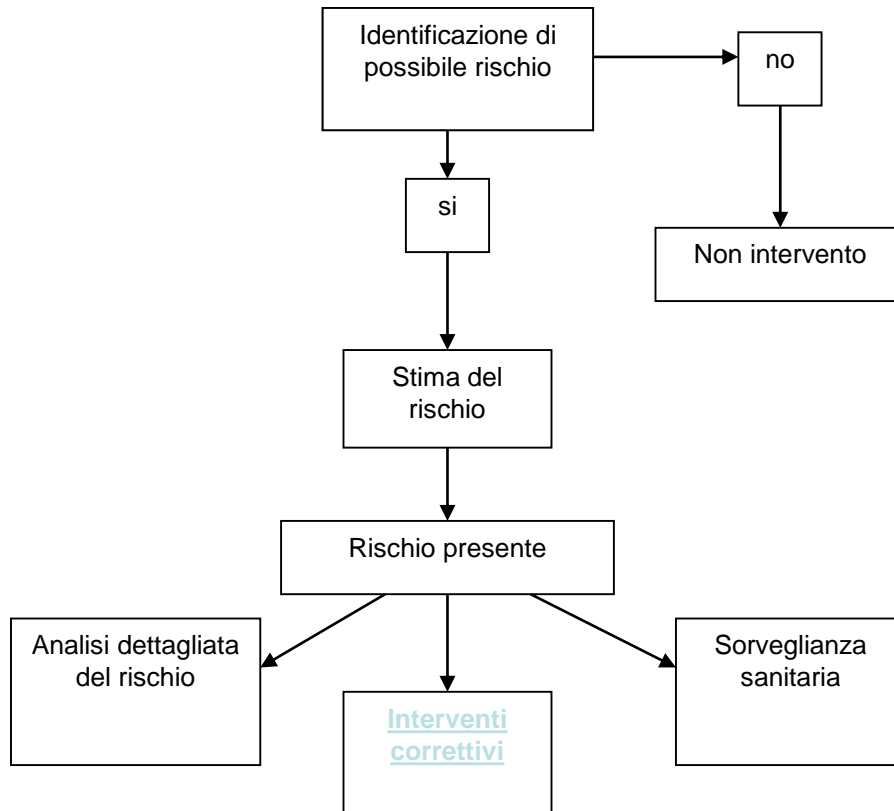 Identificazione di
possibile rischio
no
si
Non intervento
Stima del
rischio
Rischio presente
Analisi dettagliata
del rischio
Interventi
correttivi
Sorveglianza
sanitaria